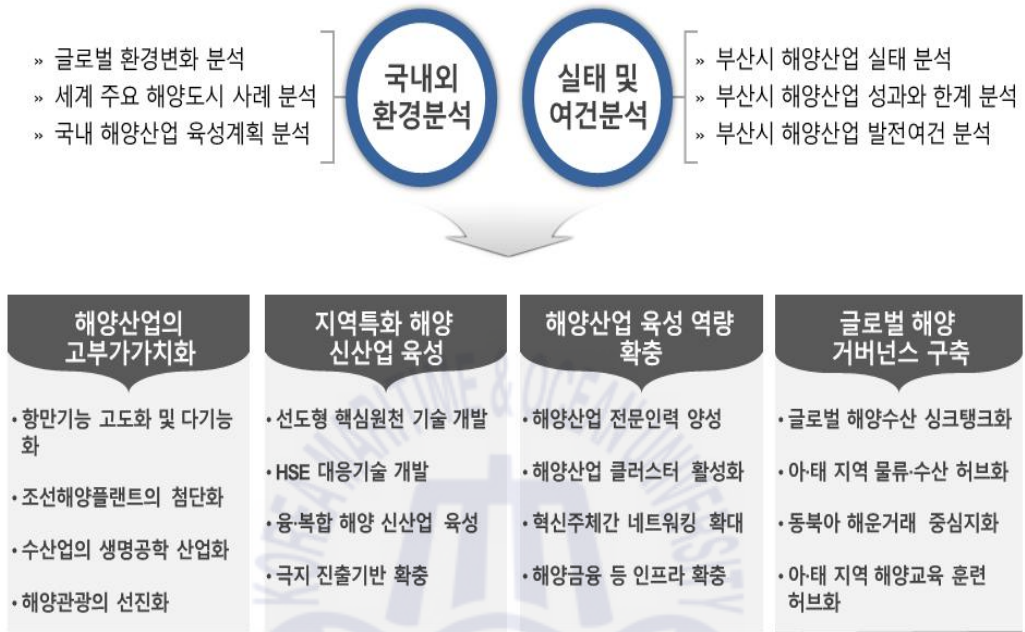 » 글로벌 환경변화 분석
» 세계 주요 해양도시 사례 분석
» 국내 해양산업 육성계획 분석
국내외
환경분석
실태 및
여건분석
» 부산시 해양산업 실태 분석
» 부산시 해양산업 성과와 한계 분석
» 부산시 해양산업 발전여건 분석
해양산업의
고부가가치화
• 항만기능 고도화 및 다기능
화
• 조선해양플랜트의 첨단화
• 수산업의 생명공학 산업화
• 해양관광의 선진화
지역특화 해양
신산업 육성
• 선도형 핵심원천 기술 개발
• HSE 대응기술 개발
• 융·복합 해양 신산업 육성
• 극지 진출기반 확충
해양산업 육성 역량
확충
• 해양산업 전문인력 양성
• 해양산업 클러스터 활성화
• 혁신주체간 네트워킹 확대
• 해양금융 등 인프라 확충
글로벌 해양
거버넌스 구축
• 글로벌 해양수산 싱크탱크화
• 아·태 지역 물류·수산 허브화
• 동북아 해운거래 중심지화
• 아·태 지역 해양교육 훈련
허브화
KOREA MARITIME & OCEAN UNIVERSITY